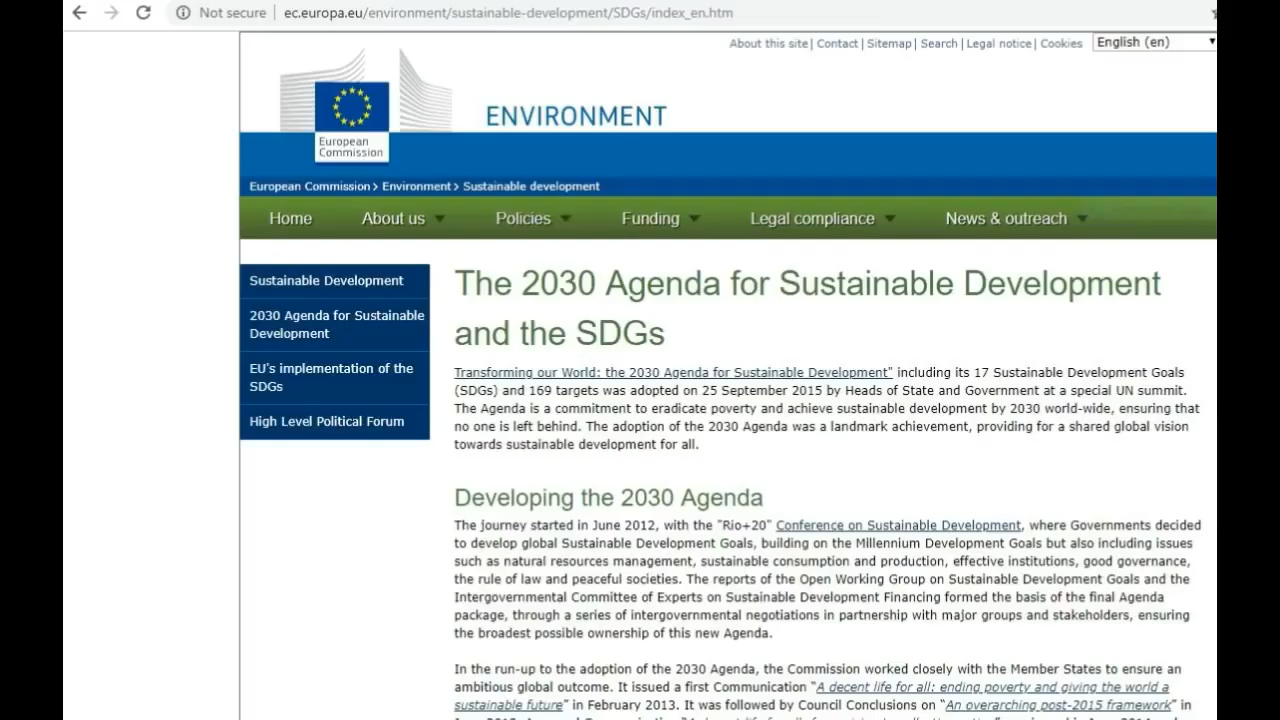 Not secure | ec.europa.eu/environment/sustainable-development/SDGs/index_en.htm
About this site | Contact | Sitemap | Search | Legal notice | Cookies English (en)
European
Commission
ENVIRONMENT
European Commission > Environment > Sustainable development
Home About us Policies Funding Legal compliance News & outreach
Sustainable Development
2030 Agenda for Sustainable
Development
EU's implementation of the
SDGs
High Level Political Forum
The 2030 Agenda for Sustainable Development
and the SDGs
Transforming our World: the 2030 Agenda for Sustainable Development" including its 17 Sustainable Development Goals
(SDGs) and 169 targets was adopted on 25 September 2015 by Heads of State and Government at a special UN summit.
The Agenda is a commitment to eradicate poverty and achieve sustainable development by 2030 world-wide, ensuring that
no one is left behind. The adoption of the 2030 Agenda was a landmark achievement, providing for a shared global vision
towards sustainable development for all.
Developing the 2030 Agenda
The journey started in June 2012, with the "Rio+20" Conference on Sustainable Development, where Governments decided
to develop global Sustainable Development Goals, building on the Millennium Development Goals but also including issues
such as natural resources management, sustainable consumption and production, effective institutions, good governance,
the rule of law and peaceful societies. The reports of the Open Working Group on Sustainable Development Goals and the
Intergovernmental Committee of Experts on Sustainable Development Financing formed the basis of the final Agenda
package, through a series of intergovernmental negotiations in partnership with major groups and stakeholders, ensuring
the broadest possible ownership of this new Agenda.
In the run-up to the adoption of the 2030 Agenda, the Commission worked closely with the Member States to ensure an
ambitious global outcome. It issued a first Communication "A decent life for all: ending poverty and giving the world a
sustainable future" in February 2013. It was followed by Council Conclusions on "An overarching post-2015 framework" in